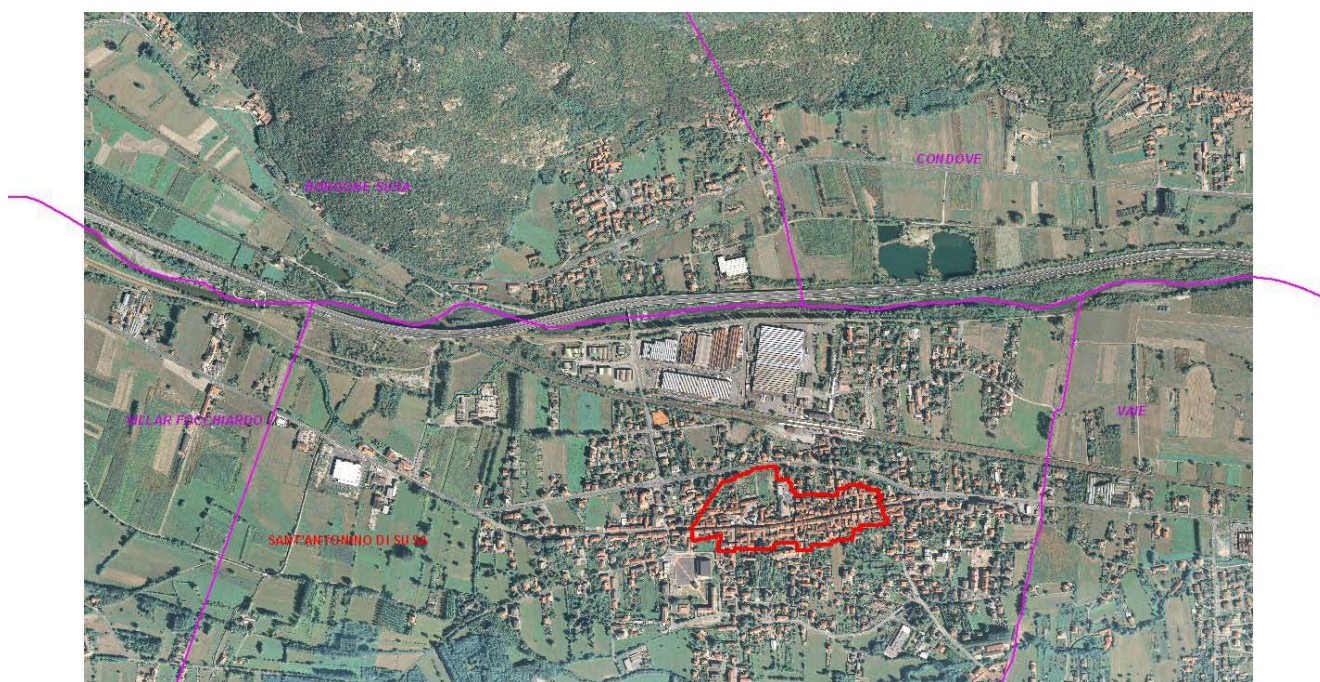 CONDOVE
BORGONE SUSA
VAIE
VILLAR FOCCHIARDO
SANT'ANTONINO DI SUSA